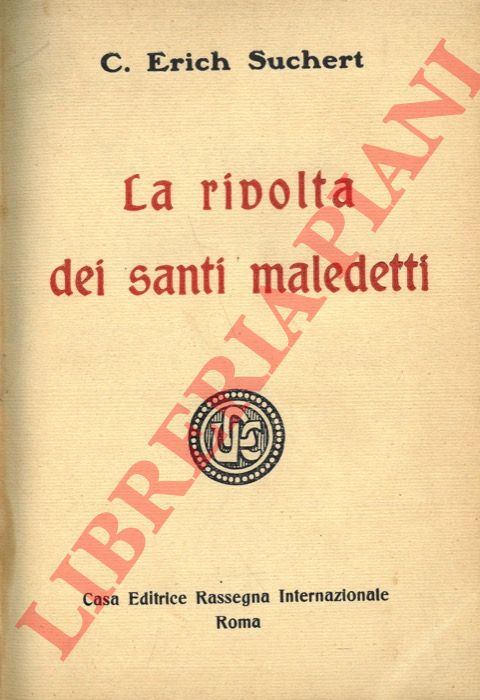 C. Erich Suchert
La rivolta
dei santi maledetti
Casa Editrice Rassegna Internazionale
Roma
LIBRERIA PIANI